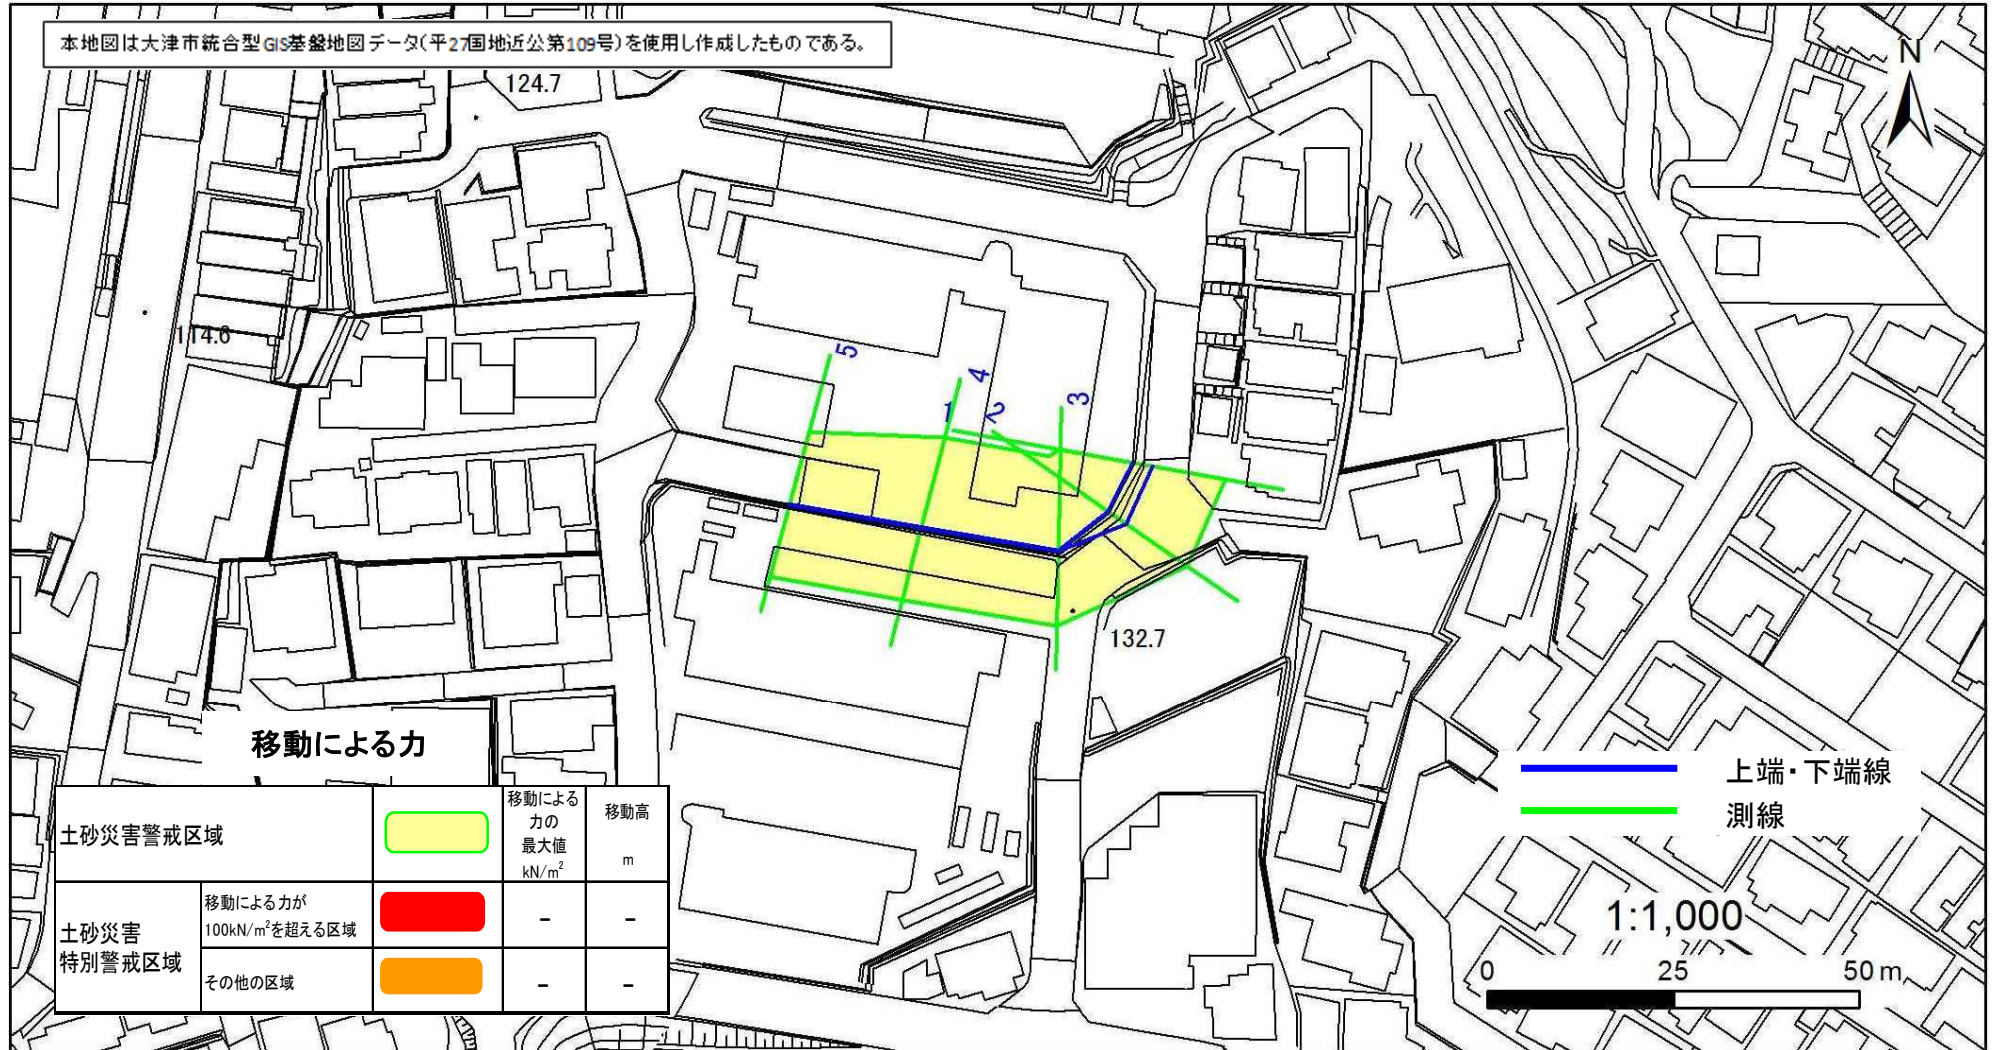 本地図は大津市統合型GIS基盤地図データ(平27国地近公第109号)を使用し作成したものである。
N
124.7
114.6
5
4
1
2
3
132.7
移動による力
土砂災害警戒区域
移動による
力の
最大値
kN/m²
移動高
m
土砂災害
特別警戒区域
移動による力が
100kN/m²を超える区域
-
-
その他の区域
-
-
上端・下端線
測線
1:1,000
0 25 50 m